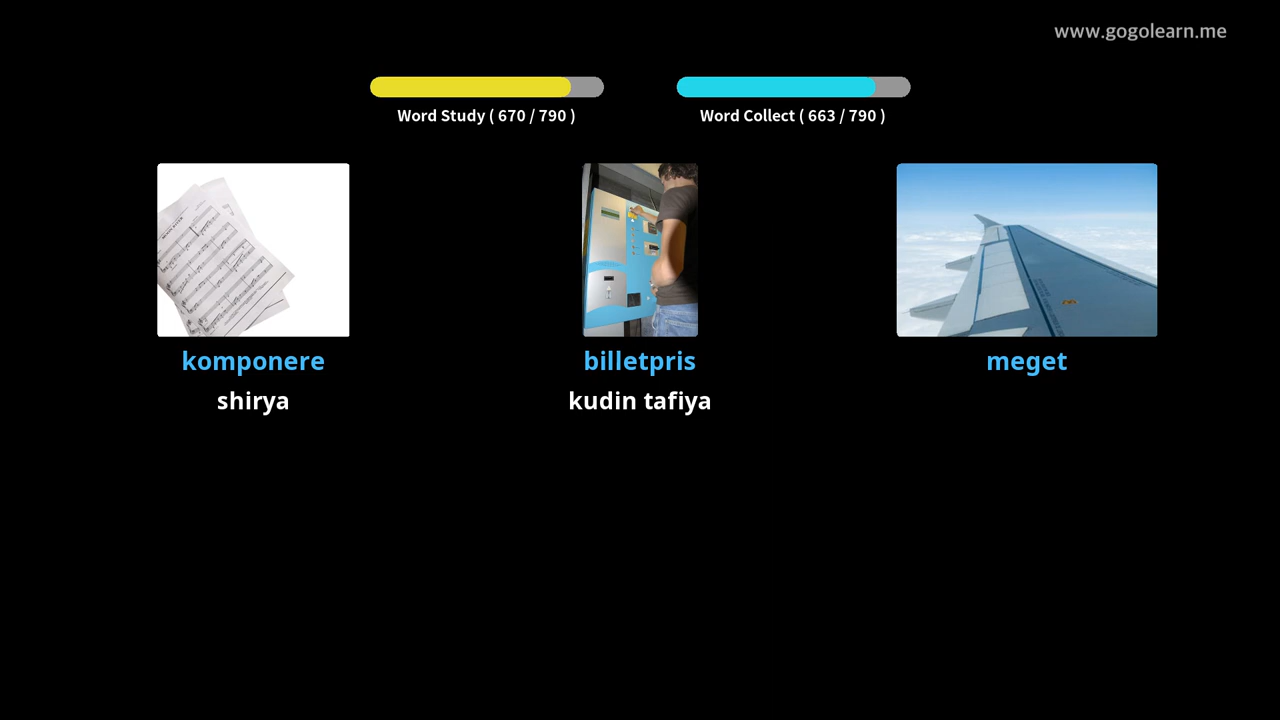 www.gogolearn.me
Word Study ( 670 / 790 )
Word Collect ( 663 / 790 )
komponere
billetpris
meget
shirya
kudin tafiya